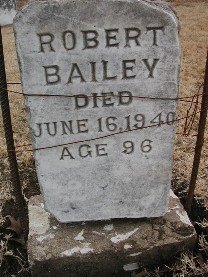 ROBERT
BAILEY
DIED
JUNE 16, 1940
AGE 96